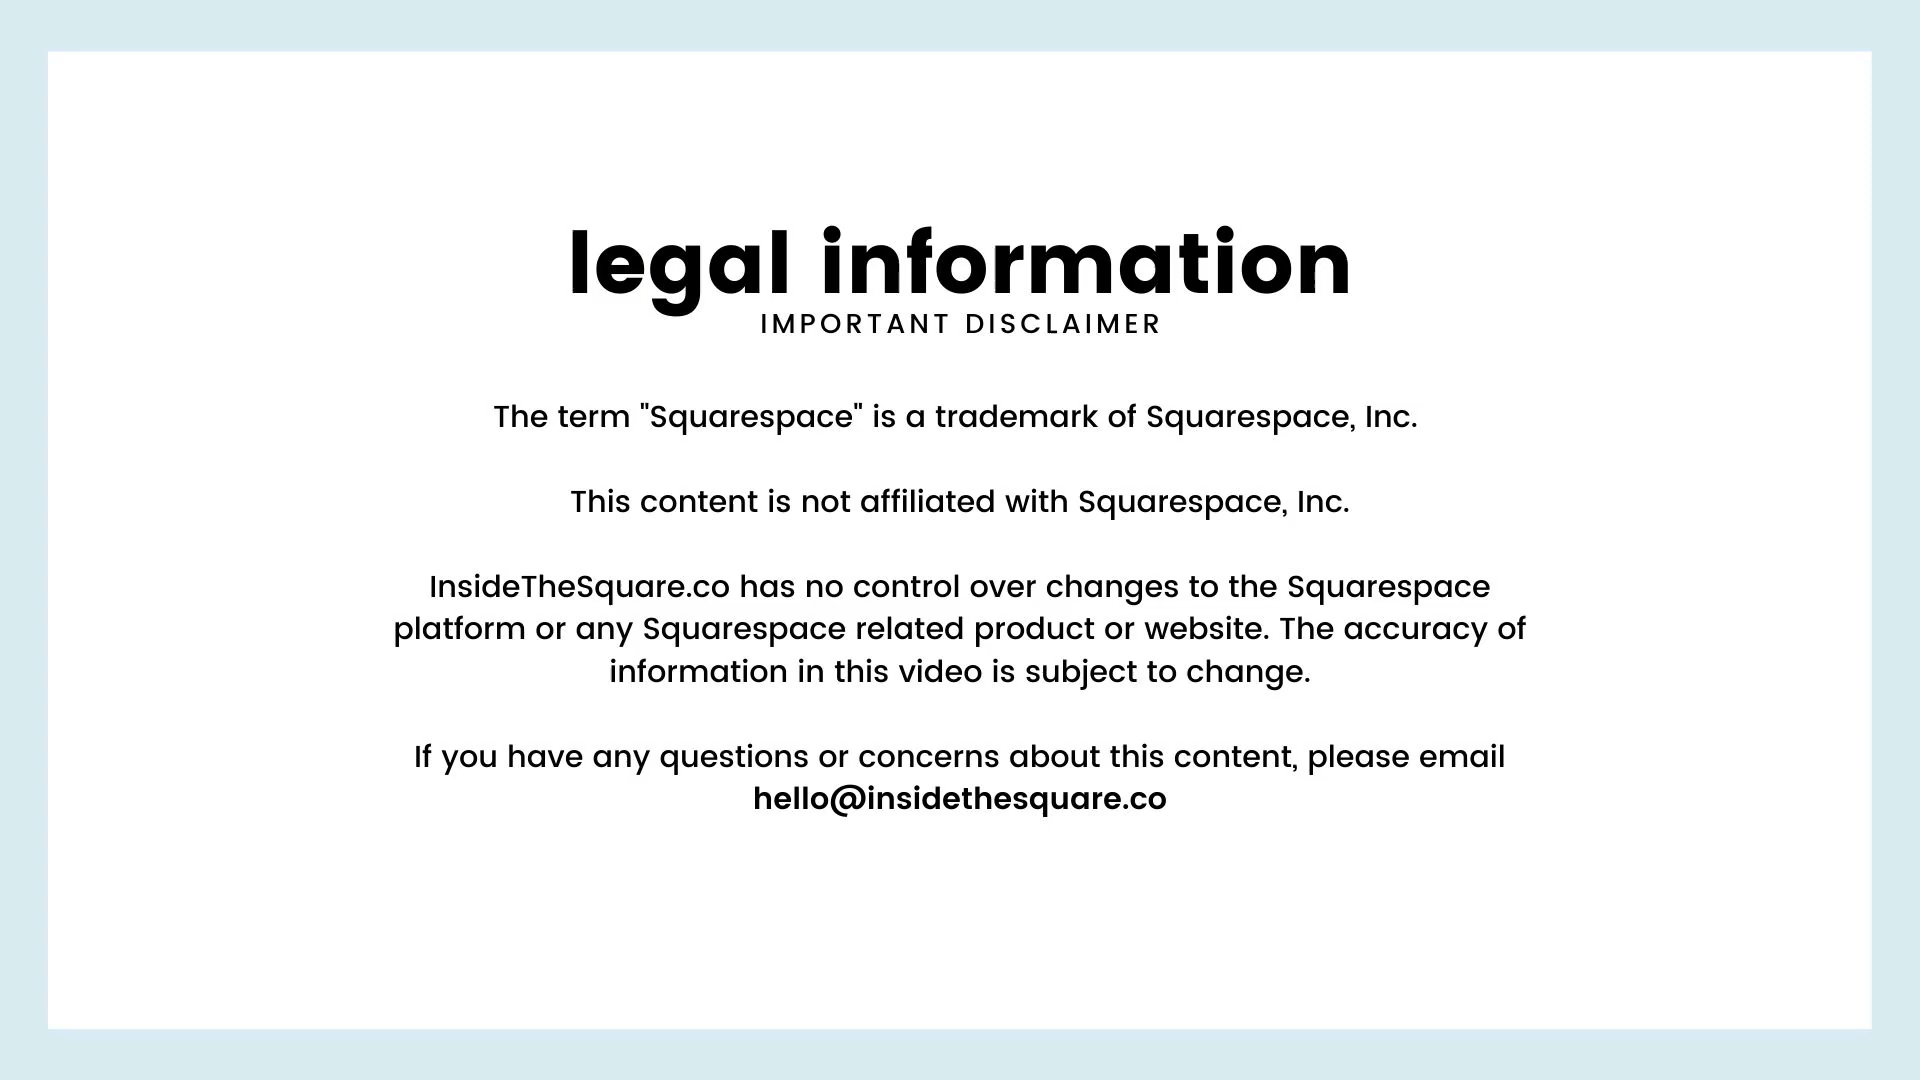 legal information
IMPORTANT DISCLAIMER
The term "Squarespace" is a trademark of Squarespace, Inc.
This content is not affiliated with Squarespace, Inc.
InsideTheSquare.co has no control over changes to the Squarespace
platform or any Squarespace related product or website. The accuracy of
information in this video is subject to change.
If you have any questions or concerns about this content, please email
hello@insidethesquare.co